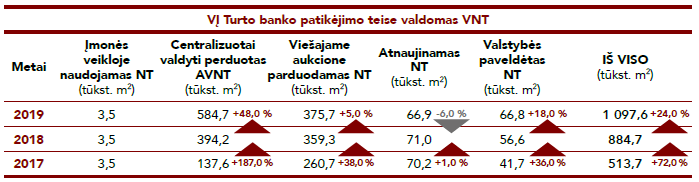 VĮ Turto banko patikėjimo teise valdomas VNT
Metai Įmonės veikloje naudojamas NT (tūkst. m²) Centralizuotai valdyti perduotas AVNT (tūkst. m²) Viešajame aukcione parduodamas NT (tūkst. m²) Atnaujinamas NT (tūkst. m²) Valstybės paveldėtas NT (tūkst. m²) IŠ VISO (tūkst. m²)
2019 3,5 584,7 +48,0 % 375,7 +5,0 % 66,9 -6,0 % 66,8 +18,0 % 1 097,6 +24,0 %
2018 3,5 394,2 359,3 71,0 56,6 884,7
2017 3,5 137,6 +187,0 % 260,7 +38,0 % 70,2 +1,0 % 41,7 +36,0 % 513,7 +72,0 %